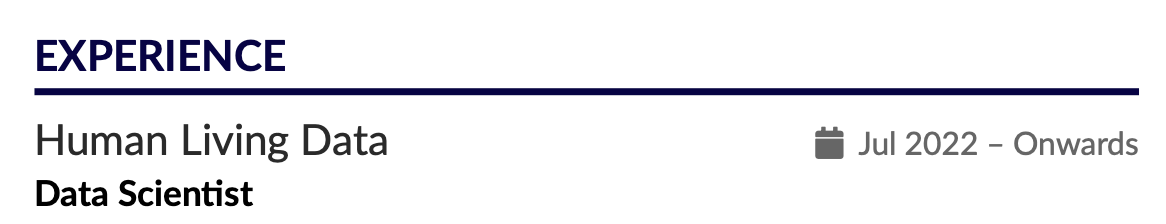 EXPERIENCE
Human Living Data Jul 2022 – Onwards
Data Scientist